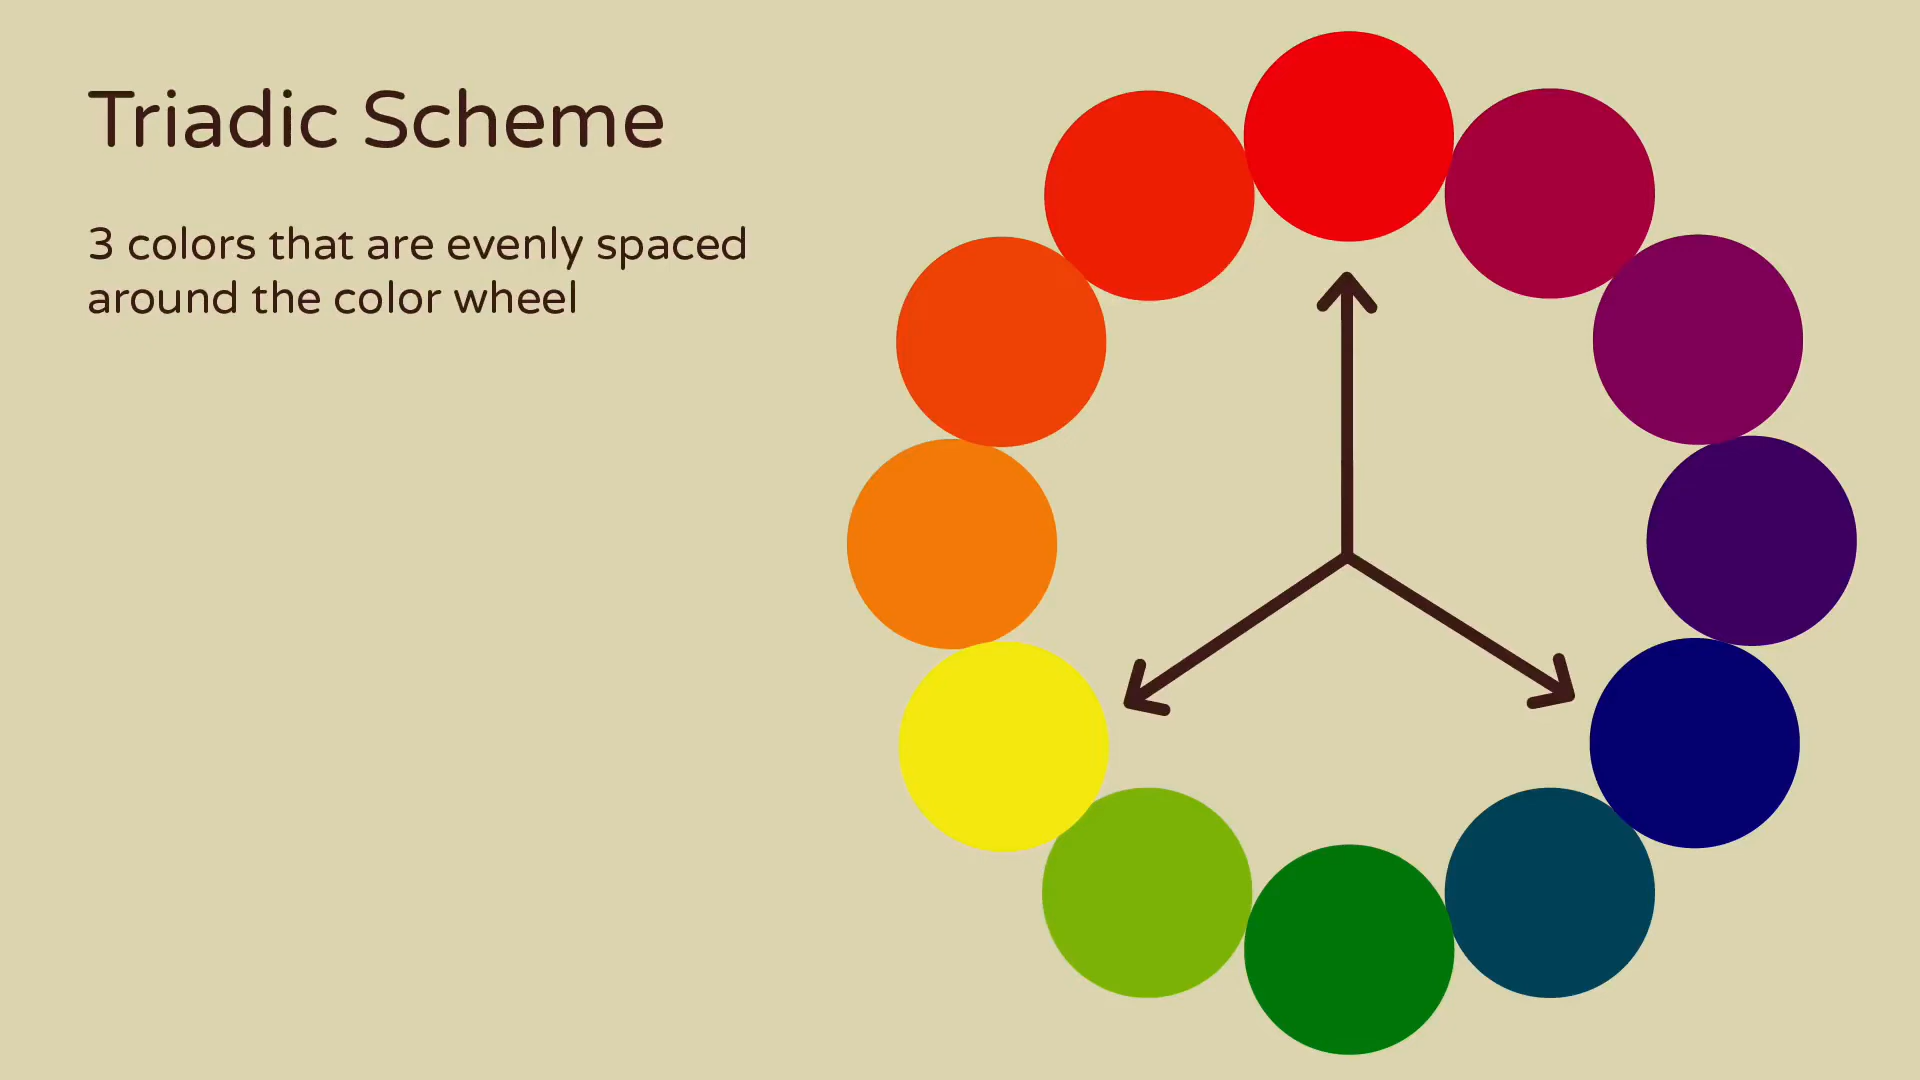 Triadic Scheme
3 colors that are evenly spaced
around the color wheel